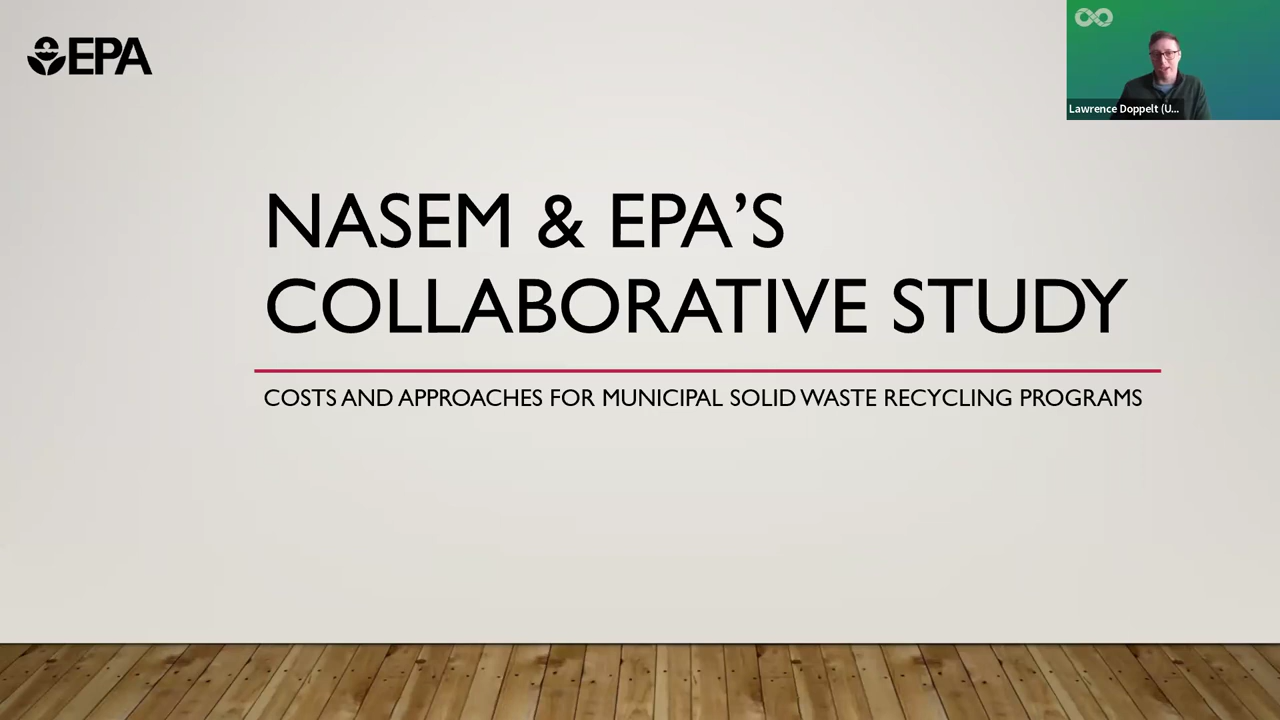 EPA
Lawrence Doppelt (U...
NASEM & EPA’S
COLLABORATIVE STUDY
COSTS AND APPROACHES FOR MUNICIPAL SOLID WASTE RECYCLING PROGRAMS